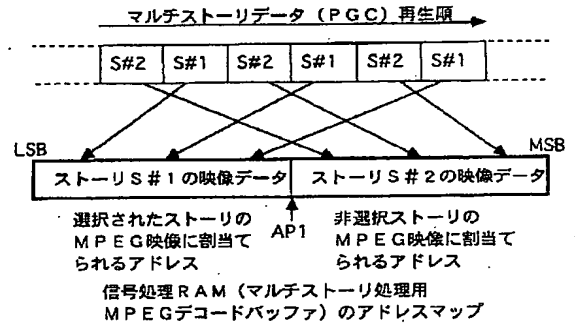 マルチストーリデータ（PGC）再生順
S#2 S#1 S#2 S#1 S#2 S#1
LSB MSB
ストーリS#1の映像データ ストーリS#2の映像データ
選択されたストーリの
MPEG映像に割当て
られるアドレス
AP1
非選択ストーリの
MPEG映像に割当て
られるアドレス
信号処理RAM（マルチストーリ処理用
MPEGデコードバッファ）のアドレスマップ